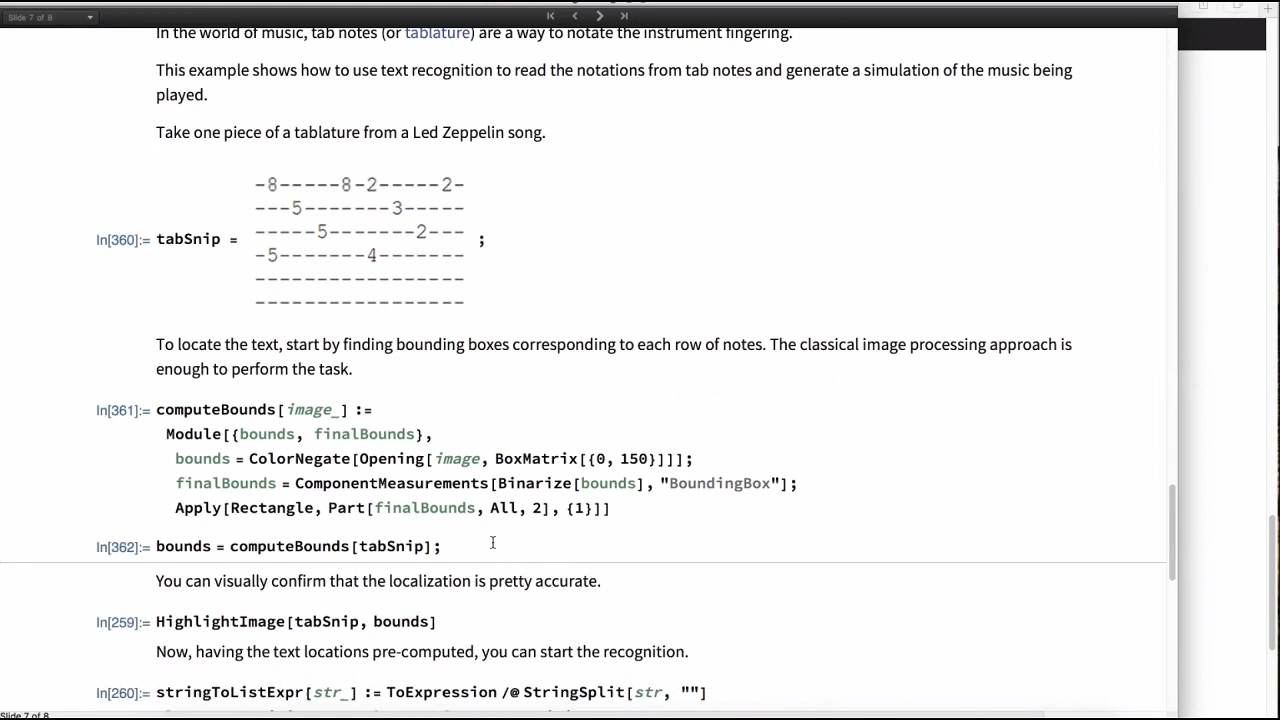 Slide 7 of 8
In the world of music, tab notes (or tablature) are a way to notate the instrument fingering.
This example shows how to use text recognition to read the notations from tab notes and generate a simulation of the music being
played.
Take one piece of a tablature from a Led Zeppelin song.
-8-----8-2-----2-
---5-------3-----
-----5-------2---
-5-------4-------
-----------------
-----------------
In[360]:= tabSnip = ;
To locate the text, start by finding bounding boxes corresponding to each row of notes. The classical image processing approach is
enough to perform the task.
In[361]:= computeBounds[image_] :=
Module[{bounds, finalBounds},
bounds = ColorNegate[Opening[image, BoxMatrix[{0, 150}]]];
finalBounds = ComponentMeasurements[Binarize[bounds], "BoundingBox"];
Apply[Rectangle, Part[finalBounds, All, 2], {1}]]
In[362]:= bounds = computeBounds[tabSnip];
You can visually confirm that the localization is pretty accurate.
In[259]:= HighlightImage[tabSnip, bounds]
Now, having the text locations pre-computed, you can start the recognition.
In[260]:= stringToListExpr[str_] := ToExpression /@ StringSplit[str, ""]
Slide 7 of 8